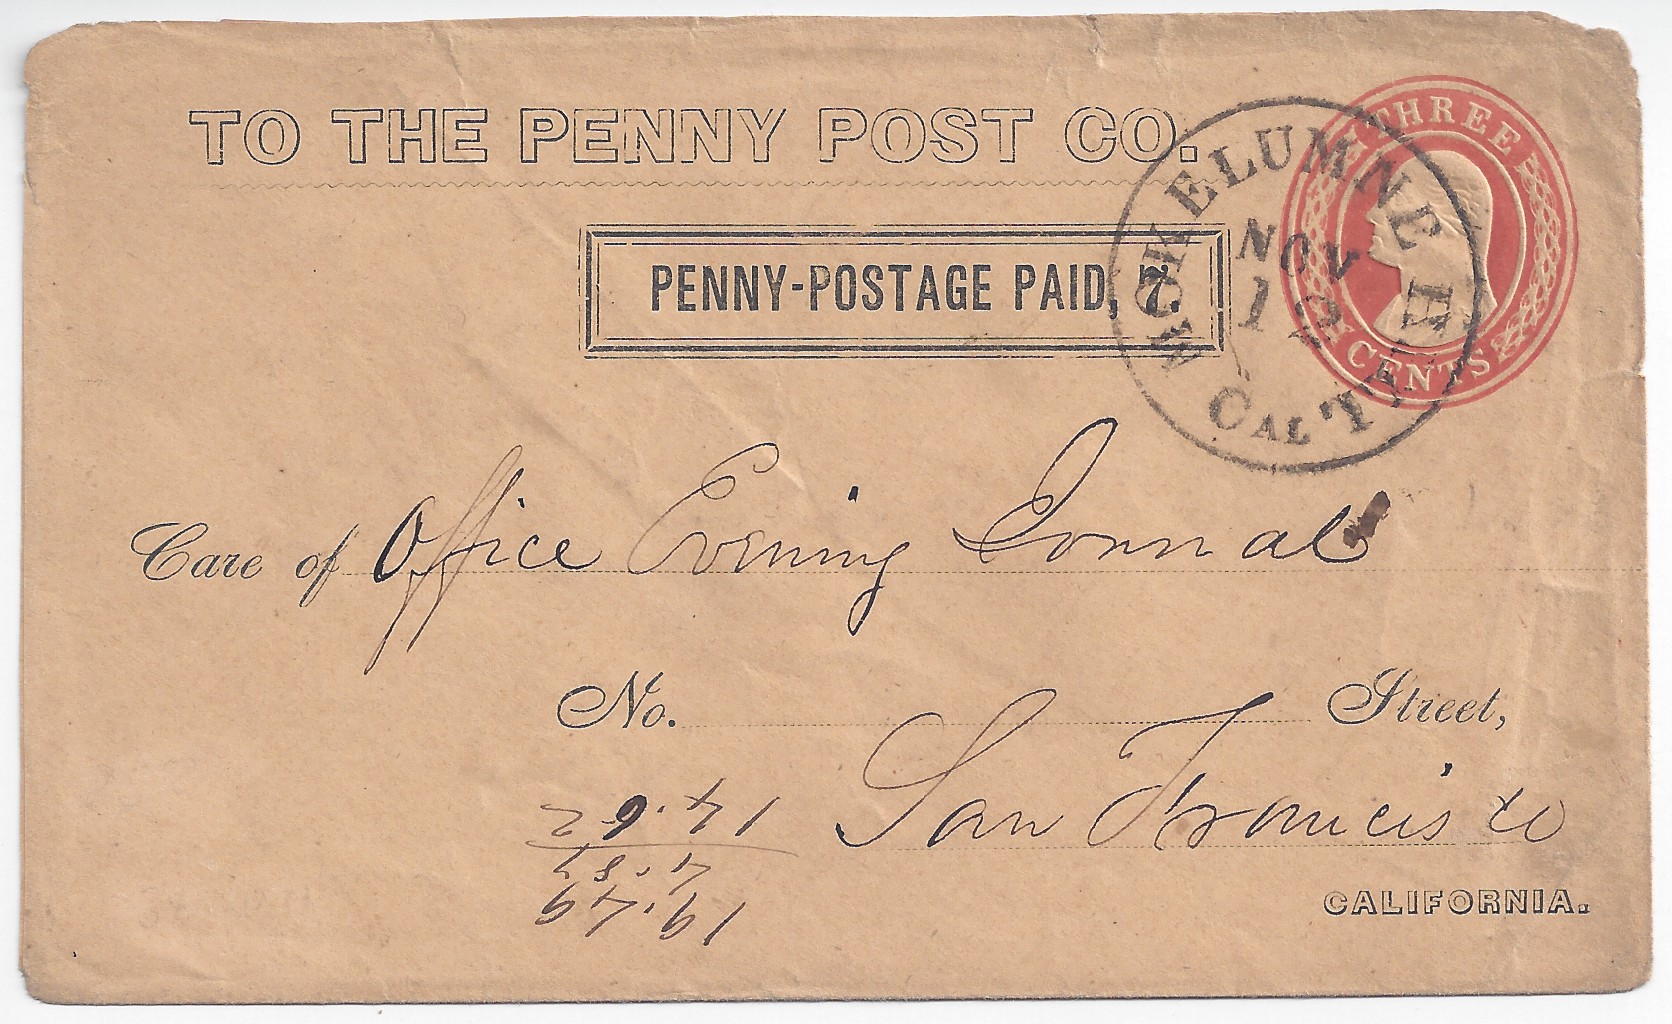 TO THE PENNY POST CO.
THREE
CENTS
PENNY-POSTAGE PAID, 7.
MOKELUMNE H
NOV
CAL
Care of Office Evening Journal
No. Street,
San Francisco
CALIFORNIA.